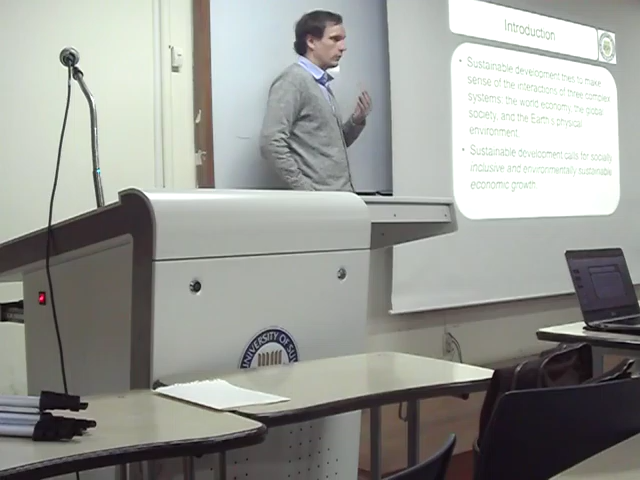 Introduction
• Sustainable development tries to make
sense of the interactions of three complex
systems: the world economy, the global
society, and the Earth's physical
environment.
• Sustainable development calls for socially
inclusive and environmentally sustainable
economic growth.
UNIVERSITY OF